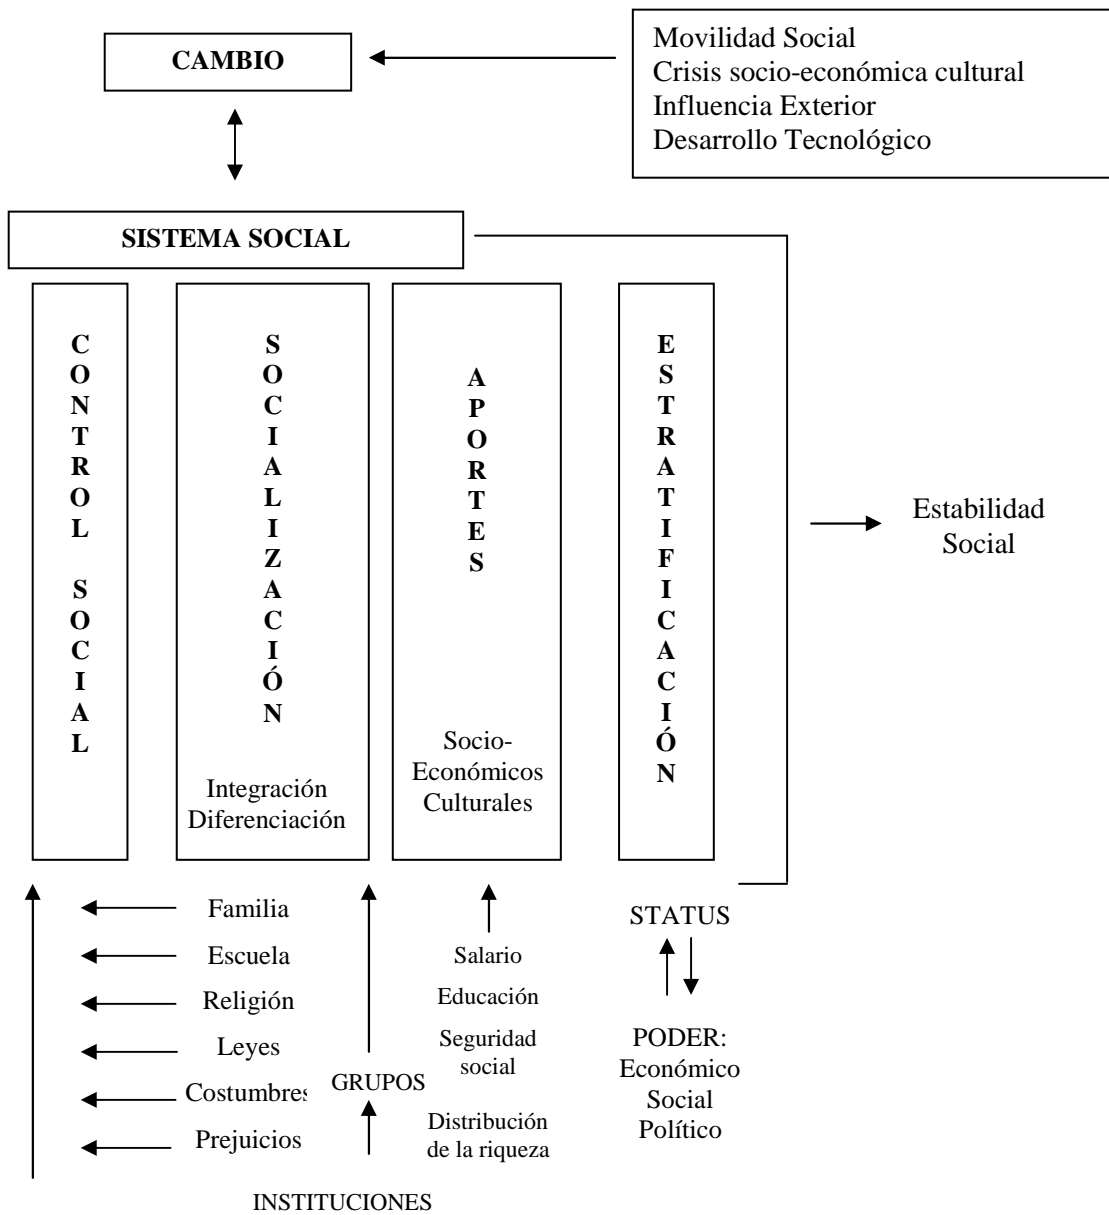 CAMBIO
Movilidad Social
Crisis socio-económica cultural
Influencia Exterior
Desarrollo Tecnológico
SISTEMA SOCIAL
CONTROL SOCIAL
SOCIALIZACIÓN
Integración
Diferenciación
APORTES
Socio-
Económicos
Culturales
ESTRATIFICACIÓN
Estabilidad
Social
Familia
Escuela
Religión
Leyes
Costumbres
Prejuicios
GRUPOS
INSTITUCIONES
Salario
Educación
Seguridad
social
Distribución
de la riqueza
STATUS
PODER:
Económico
Social
Político